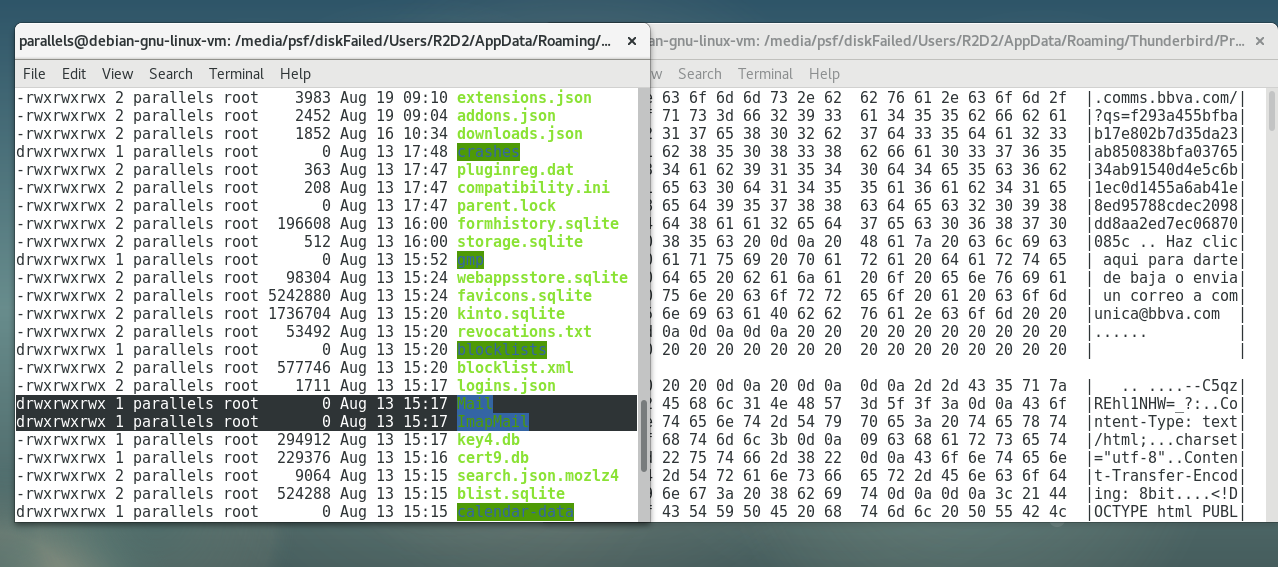 parallels@debian-gnu-linux-vm: /media/psf/diskFailed/Users/R2D2/AppData/Roaming/...
File Edit View Search Terminal Help
-rwxrwxrwx 2 parallels root    3983 Aug 19 09:10 extensions.json
-rwxrwxrwx 2 parallels root    2452 Aug 19 09:04 addons.json
-rwxrwxrwx 2 parallels root    1852 Aug 16 10:34 downloads.json
drwxrwxrwx 1 parallels root       0 Aug 13 17:48 crashes
-rwxrwxrwx 2 parallels root     363 Aug 13 17:47 pluginreg.dat
-rwxrwxrwx 2 parallels root     208 Aug 13 17:47 compatibility.ini
-rwxrwxrwx 2 parallels root       0 Aug 13 17:47 parent.lock
-rwxrwxrwx 2 parallels root  196608 Aug 13 16:00 formhistory.sqlite
-rwxrwxrwx 2 parallels root     512 Aug 13 16:00 storage.sqlite
drwxrwxrwx 1 parallels root       0 Aug 13 15:52 gmp
-rwxrwxrwx 2 parallels root   98304 Aug 13 15:24 webappsstore.sqlite
-rwxrwxrwx 2 parallels root 5242880 Aug 13 15:24 favicons.sqlite
-rwxrwxrwx 2 parallels root 1736704 Aug 13 15:20 kinto.sqlite
-rwxrwxrwx 2 parallels root   53492 Aug 13 15:20 revocations.txt
drwxrwxrwx 1 parallels root       0 Aug 13 15:20 blocklists
-rwxrwxrwx 2 parallels root  577746 Aug 13 15:20 blocklist.xml
-rwxrwxrwx 2 parallels root    1711 Aug 13 15:17 logins.json
drwxrwxrwx 1 parallels root       0 Aug 13 15:17 Mail
drwxrwxrwx 1 parallels root       0 Aug 13 15:17 ImapMail
-rwxrwxrwx 2 parallels root  294912 Aug 13 15:17 key4.db
-rwxrwxrwx 2 parallels root  229376 Aug 13 15:16 cert9.db
-rwxrwxrwx 2 parallels root    9064 Aug 13 15:15 search.json.mozlz4
-rwxrwxrwx 2 parallels root  524288 Aug 13 15:15 blist.sqlite
drwxrwxrwx 1 parallels root       0 Aug 13 15:15 calendar-data
an-gnu-linux-vm: /media/psf/diskFailed/Users/R2D2/AppData/Roaming/Thunderbird/Pr...
w Search Terminal Help
63 6f 6d 6d 73 2e 62  62 76 61 2e 63 6f 6d 2f  |.comms.bbva.com/|
71 73 3d 66 32 39 33  61 34 35 35 62 66 62 61  |?qs=f293a455bfba|
31 37 65 38 30 32 62  37 64 33 35 64 61 32 33  |b17e802b7d35da23|
62 38 35 30 38 33 38  62 66 61 30 33 37 36 35  |ab850838bfa03765|
34 61 62 39 31 35 34  30 64 34 65 35 63 36 62  |34ab91540d4e5c6b|
65 63 30 64 31 34 35  35 61 36 61 62 34 31 65  |1ec0d1455a6ab41e|
65 64 39 35 37 38 38  63 64 65 63 32 30 39 38  |8ed95788cdec2098|
64 38 61 61 32 65 64  37 65 63 30 36 38 37 30  |dd8aa2ed7ec06870|
38 35 63 20 0d 0a 20  48 61 7a 20 63 6c 69 63  |085c .. Haz clic|
61 71 75 69 20 70 61  72 61 20 64 61 72 74 65  | aqui para darte|
64 65 20 62 61 6a 61  20 6f 20 65 6e 76 69 61  | de baja o envia|
75 6e 20 63 6f 72 72  65 6f 20 61 20 63 6f 6d  | un correo a com|
6e 69 63 61 40 62 62  76 61 2e 63 6f 6d 20 20  |unica@bbva.com  |
0a 0d 0a 0d 0a 20 20  20 20 20 20 20 20 20 20  |......          |
20 20 20 20 20 20 20  20 20 20 20 20 20 20 20  |                |
20 20 0d 0a 20 0d 0a  0d 0a 2d 2d 43 35 71 7a  |   .. ....--C5qz|
45 68 6c 31 4e 48 57  3d 5f 3f 3a 0d 0a 43 6f  |REhl1NHW=_?:..Co|
74 65 6e 74 2d 54 79  70 65 3a 20 74 65 78 74  |ntent-Type: text|
68 74 6d 6c 3b 0d 0a  09 63 68 61 72 73 65 74  |/html;...charset|
22 75 74 66 2d 38 22  0d 0a 43 6f 6e 74 65 6e  |="utf-8"..Conten|
2d 54 72 61 6e 73 66  65 72 2d 45 6e 63 6f 64  |t-Transfer-Encod|
6e 67 3a 20 38 62 69  74 0d 0a 0d 0a 3c 21 44  |ing: 8bit....<!D|
43 54 59 50 45 20 68  74 6d 6c 20 50 55 42 4c  |OCTYPE html PUBL|